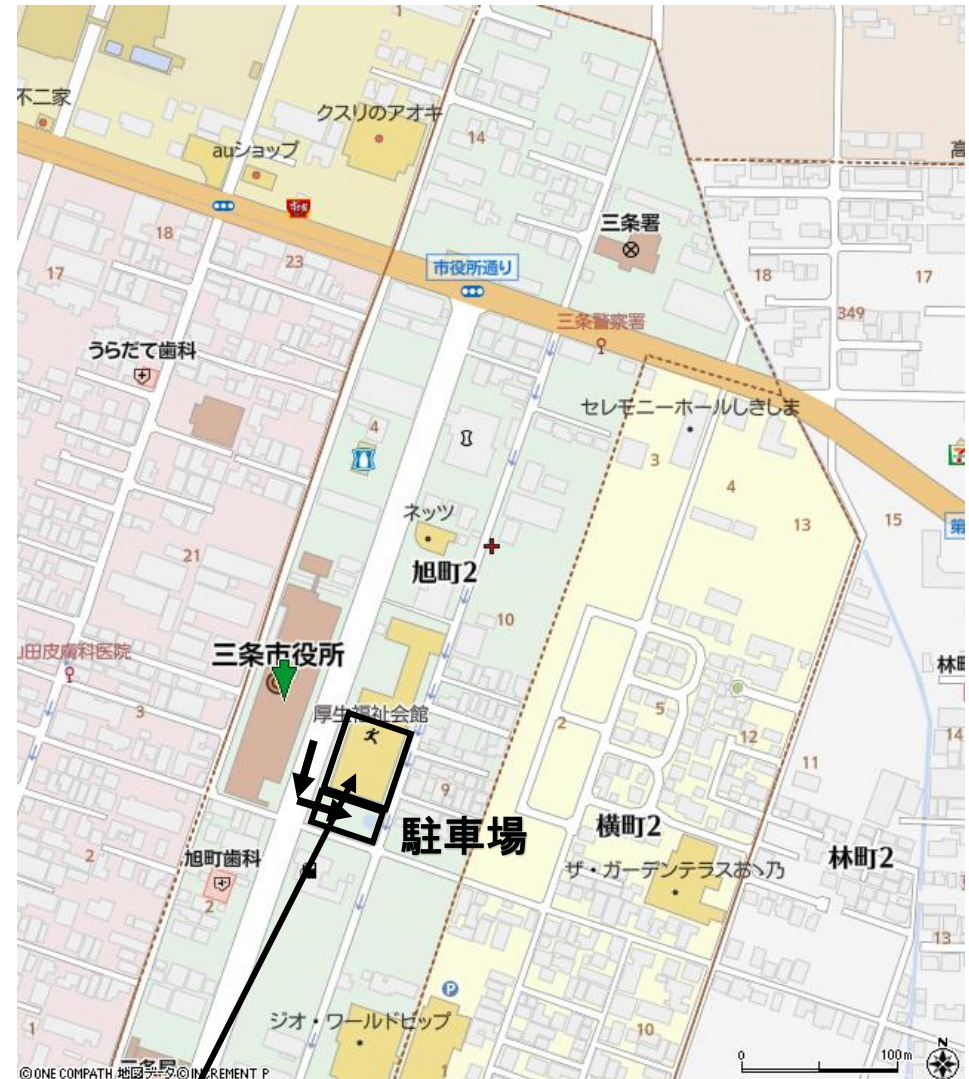 1
不二家
クスリのアオキ
14
auショップ
高
すき家
三条署
18
23
17
市役所通り
18
17
三条警察署
349
うらだて歯科
セレモニーホールしきしま
4
3
4
ネッツ
13
15
第
21
旭町2
10
三条市役所
山田皮膚科医院
林町
厚生福祉会館
3
2
5
12
14
11
9
駐車場
横町2
2
旭町歯科
ザ・ガーデンテラスおゝ乃
林町2
2
13
P
ジオ・ワールドビップ
1
10
1
0
100m
N
©ONE COMPATH 地図データ©INCREMENT P